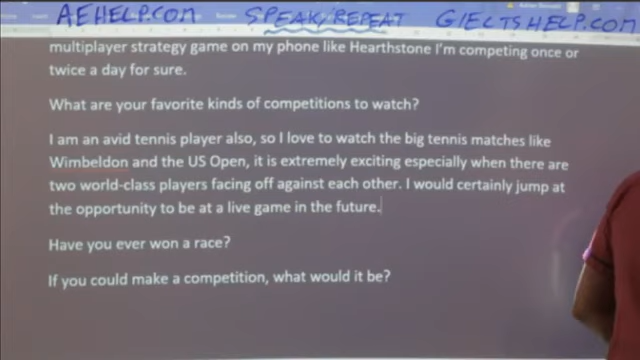 AEHELP.COM SPEAK/REPEAT GIELTSHELP.COM
multiplayer strategy game on my phone like Hearthstone I'm competing once or
twice a day for sure.
What are your favorite kinds of competitions to watch?
I am an avid tennis player also, so I love to watch the big tennis matches like
Wimbeldon and the US Open, it is extremely exciting especially when there are
two world-class players facing off against each other. I would certainly jump at
the opportunity to be at a live game in the future.
Have you ever won a race?
If you could make a competition, what would it be?